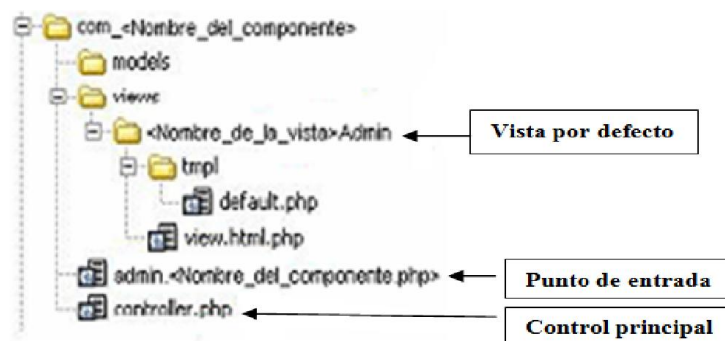 com_<Nombre_del_componente>
models
views
<Nombre_de_la_vista>Admin
Vista por defecto
tmpl
default.php
view.html.php
admin.<Nombre_del_componente.php>
Punto de entrada
controller.php
Control principal